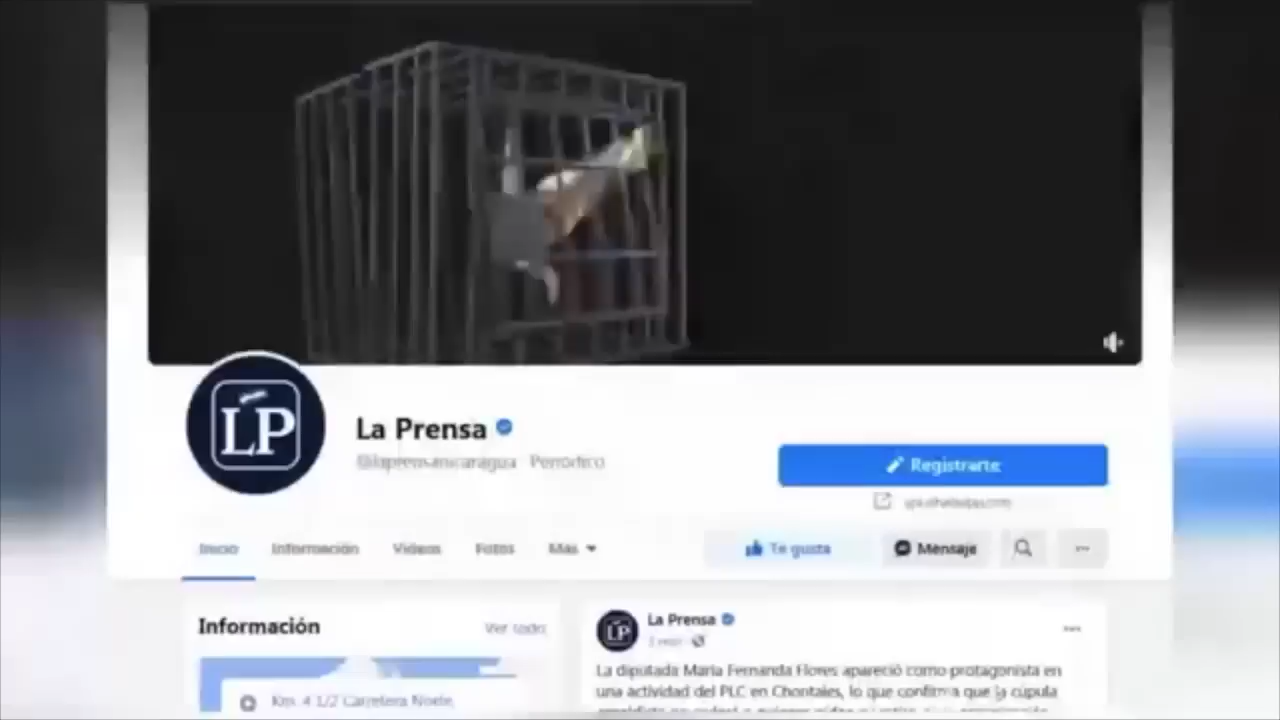 LP
La Prensa
@laprensanicaragua · Periódico
Registrarte
Inicio Información Videos Fotos Más
Te gusta Mensaje
Información
Ver todo
Km. 4 1/2 Carretera Norte
LP
La Prensa
La diputada María Fernanda Flores apareció como protagonista en
una actividad del PLC en Chontales, lo que confirma que la cúpula